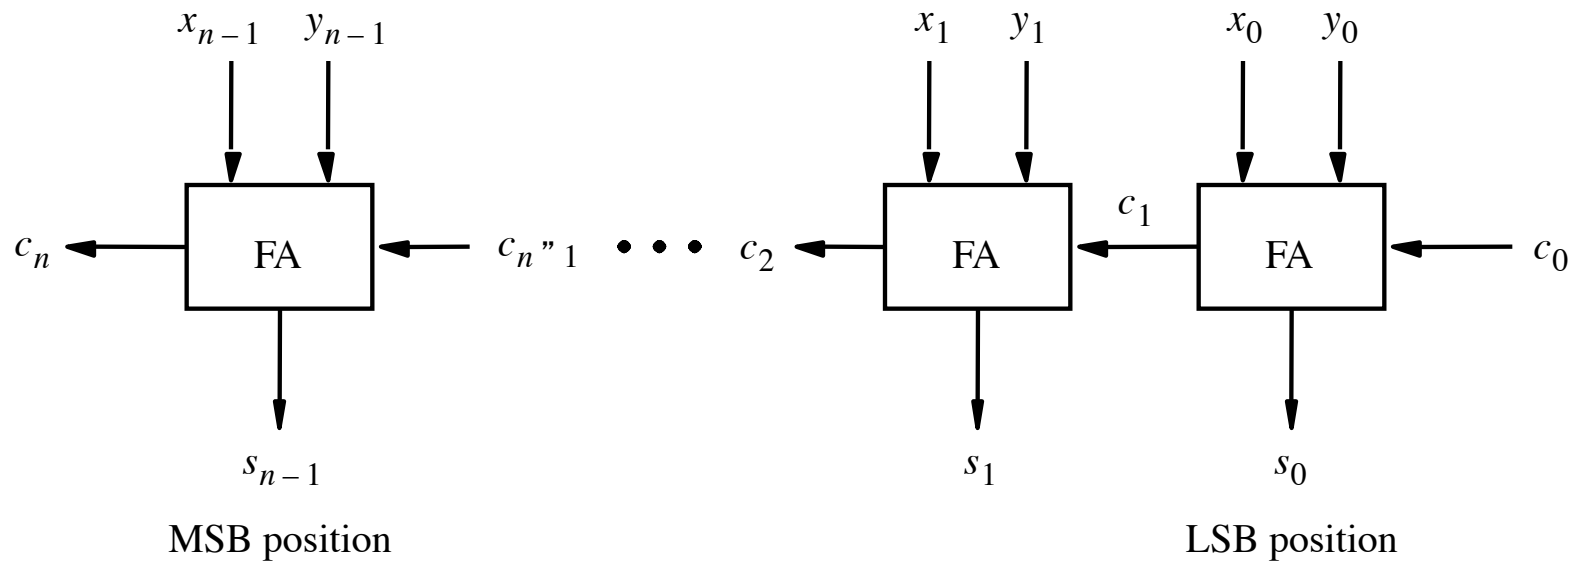 xn – 1 yn – 1 x1 y1 x0 y0
c1
cn FA cn ” 1 c2 FA FA c0
sn – 1 s1 s0
MSB position LSB position